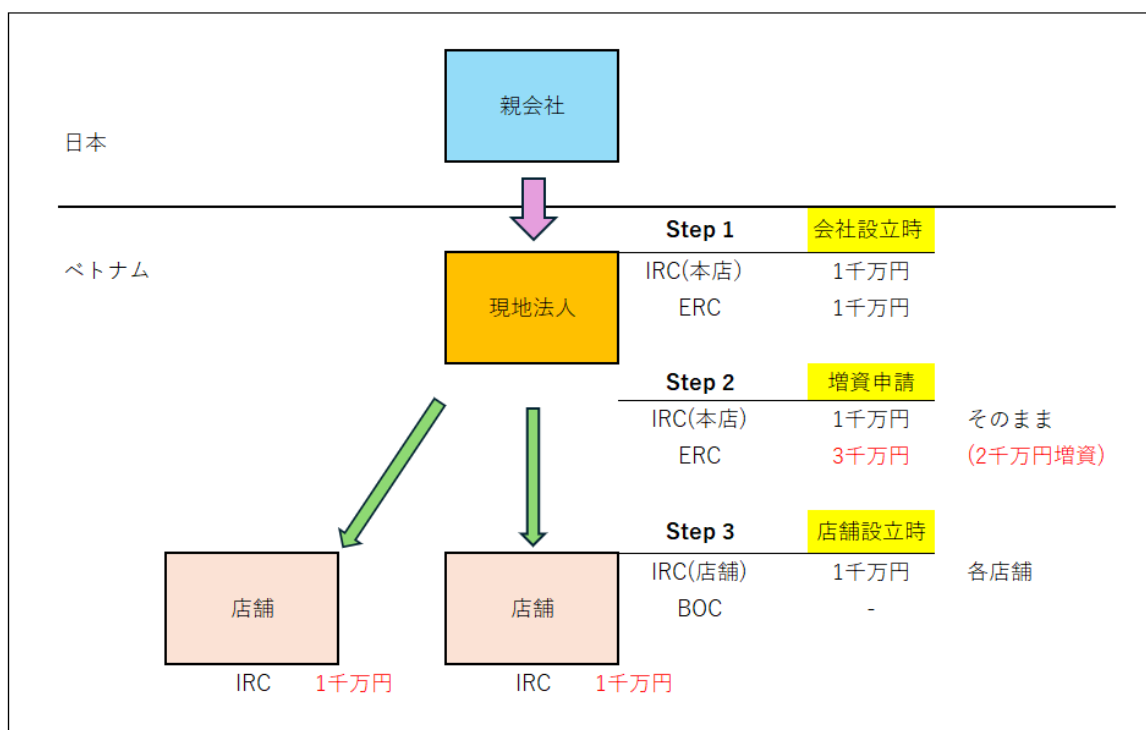 親会社
日本
Step 1 会社設立時
ベトナム
IRC(本店) 1千万円
現地法人
ERC 1千万円
Step 2 増資申請
IRC(本店) 1千万円 そのまま
ERC 3千万円 (2千万円増資)
Step 3 店舗設立時
IRC(店舗) 1千万円 各店舗
店舗
店舗
BOC -
IRC 1千万円
IRC 1千万円